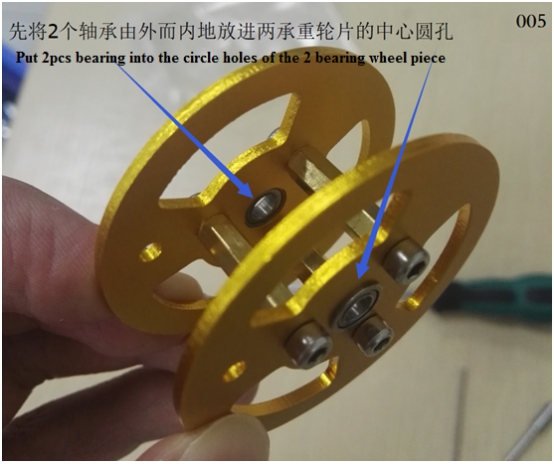 先将2个轴承由外而内地放进两承重轮片的中心圆孔
005
Put 2pcs bearing into the circle holes of the 2 bearing wheel piece